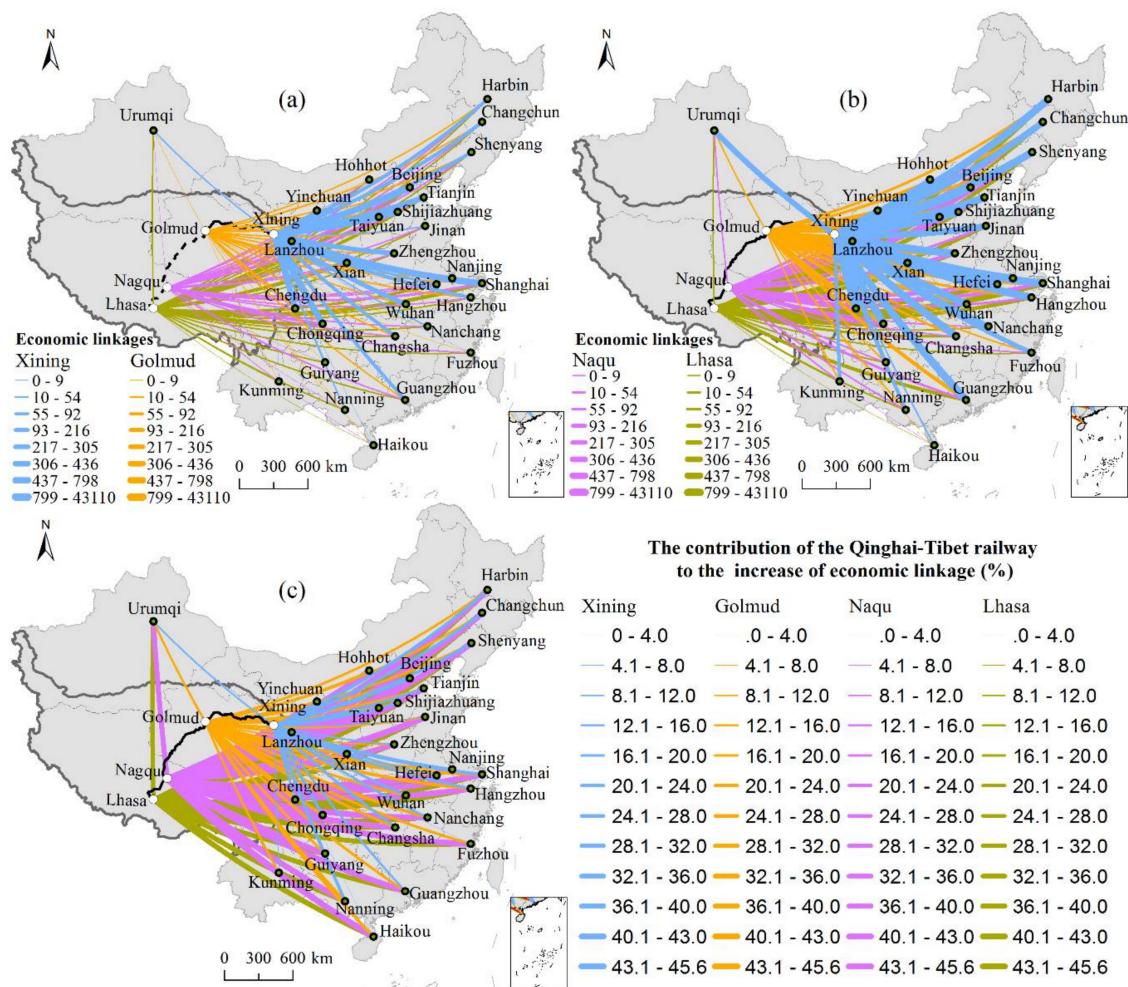 N
(a)
Harbin
Changchun
Urumqi
Shenyang
Hohhot
Beijing
Yinchuan
Tianjin
Xining
Shijiazhuang
Golmud
Taiyuan
Jinan
Lanzhou
Zhengzhou
Nagqu
Xian
Nanjing
Hefei
Shanghai
Lhasa
Chengdu
Hangzhou
Wuhan
Chongqing
Nanchang
Changsha
Guiyang
Fuzhou
Kunming
Guangzhou
Nanning
Haikou
Economic linkages
Xining Golmud
0 - 9 0 - 9
10 - 54 10 - 54
55 - 92 55 - 92
93 - 216 93 - 216
217 - 305 217 - 305
306 - 436 306 - 436
437 - 798 437 - 798
799 - 43110 799 - 43110
0 300 600 km
N
(b)
Harbin
Changchun
Urumqi
Shenyang
Hohhot
Beijing
Yinchuan
Tianjin
Xining
Shijiazhuang
Golmud
Taiyuan
Jinan
Lanzhou
Zhengzhou
Nagqu
Xian
Nanjing
Hefei
Shanghai
Lhasa
Chengdu
Hangzhou
Wuhan
Chongqing
Nanchang
Changsha
Guiyang
Fuzhou
Kunming
Guangzhou
Nanning
Haikou
Economic linkages
Naqu Lhasa
0 - 9 0 - 9
10 - 54 10 - 54
55 - 92 55 - 92
93 - 216 93 - 216
217 - 305 217 - 305
306 - 436 306 - 436
437 - 798 437 - 798
799 - 43110 799 - 43110
0 300 600 km
N
(c)
Harbin
Changchun
Urumqi
Shenyang
Hohhot
Beijing
Yinchuan
Tianjin
Xining
Shijiazhuang
Golmud
Taiyuan
Jinan
Lanzhou
Zhengzhou
Nagqu
Xian
Nanjing
Hefei
Shanghai
Lhasa
Chengdu
Hangzhou
Wuhan
Chongqing
Nanchang
Changsha
Guiyang
Fuzhou
Kunming
Guangzhou
Nanning
Haikou
0 300 600 km
The contribution of the Qinghai-Tibet railway
to the increase of economic linkage (%)
Xining Golmud Naqu Lhasa
.0 - 4.0 .0 - 4.0 .0 - 4.0 .0 - 4.0
4.1 - 8.0 4.1 - 8.0 4.1 - 8.0 4.1 - 8.0
8.1 - 12.0 8.1 - 12.0 8.1 - 12.0 8.1 - 12.0
12.1 - 16.0 12.1 - 16.0 12.1 - 16.0 12.1 - 16.0
16.1 - 20.0 16.1 - 20.0 16.1 - 20.0 16.1 - 20.0
20.1 - 24.0 20.1 - 24.0 20.1 - 24.0 20.1 - 24.0
24.1 - 28.0 24.1 - 28.0 24.1 - 28.0 24.1 - 28.0
28.1 - 32.0 28.1 - 32.0 28.1 - 32.0 28.1 - 32.0
32.1 - 36.0 32.1 - 36.0 32.1 - 36.0 32.1 - 36.0
36.1 - 40.0 36.1 - 40.0 36.1 - 40.0 36.1 - 40.0
40.1 - 43.0 40.1 - 43.0 40.1 - 43.0 40.1 - 43.0
43.1 - 45.6 43.1 - 45.6 43.1 - 45.6 43.1 - 45.6